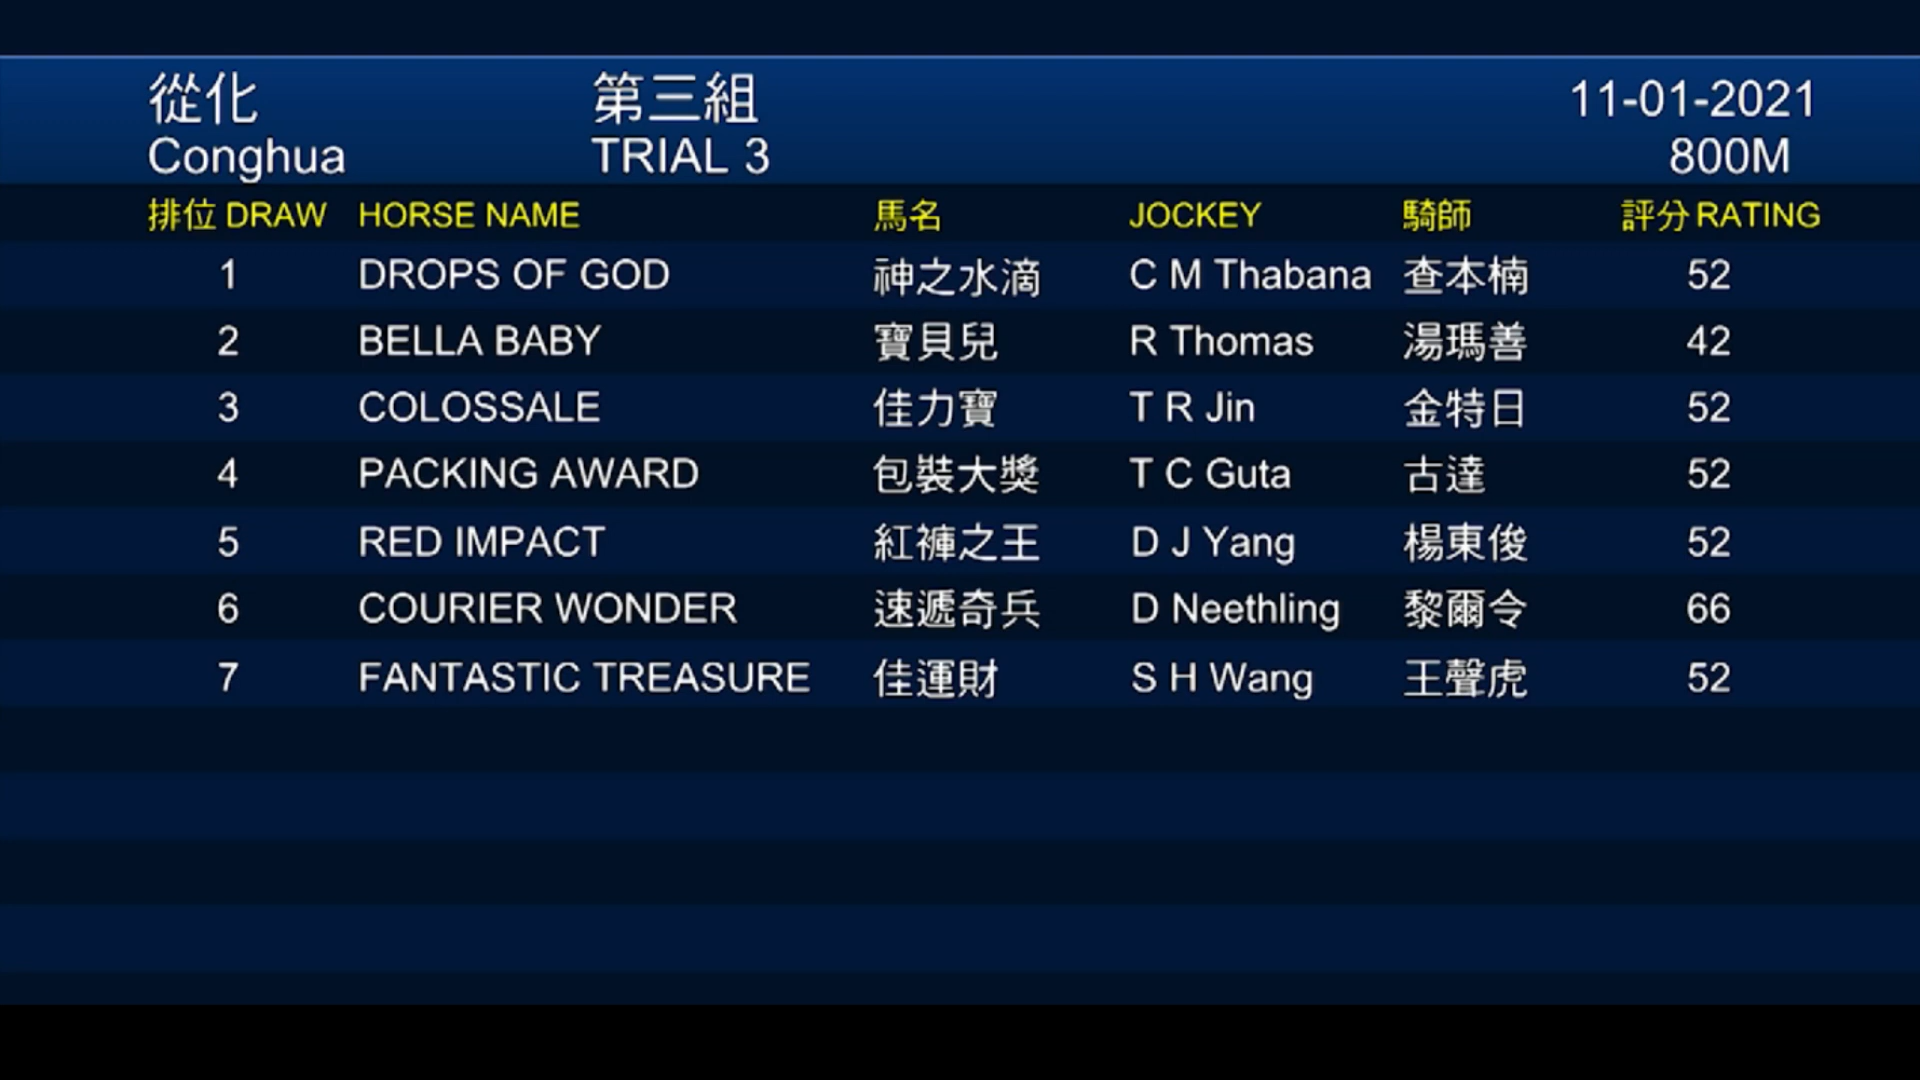 從化 第三組 11-01-2021
Conghua TRIAL 3 800M
排位 DRAW HORSE NAME 馬名 JOCKEY 騎師 評分 RATING
1 DROPS OF GOD 神之水滴 C M Thabana 查本楠 52
2 BELLA BABY 寶貝兒 R Thomas 湯瑪善 42
3 COLOSSALE 佳力寶 T R Jin 金特日 52
4 PACKING AWARD 包裝大獎 T C Guta 古達 52
5 RED IMPACT 紅褲之王 D J Yang 楊東俊 52
6 COURIER WONDER 速遞奇兵 D Neethling 黎爾令 66
7 FANTASTIC TREASURE 佳運財 S H Wang 王聲虎 52